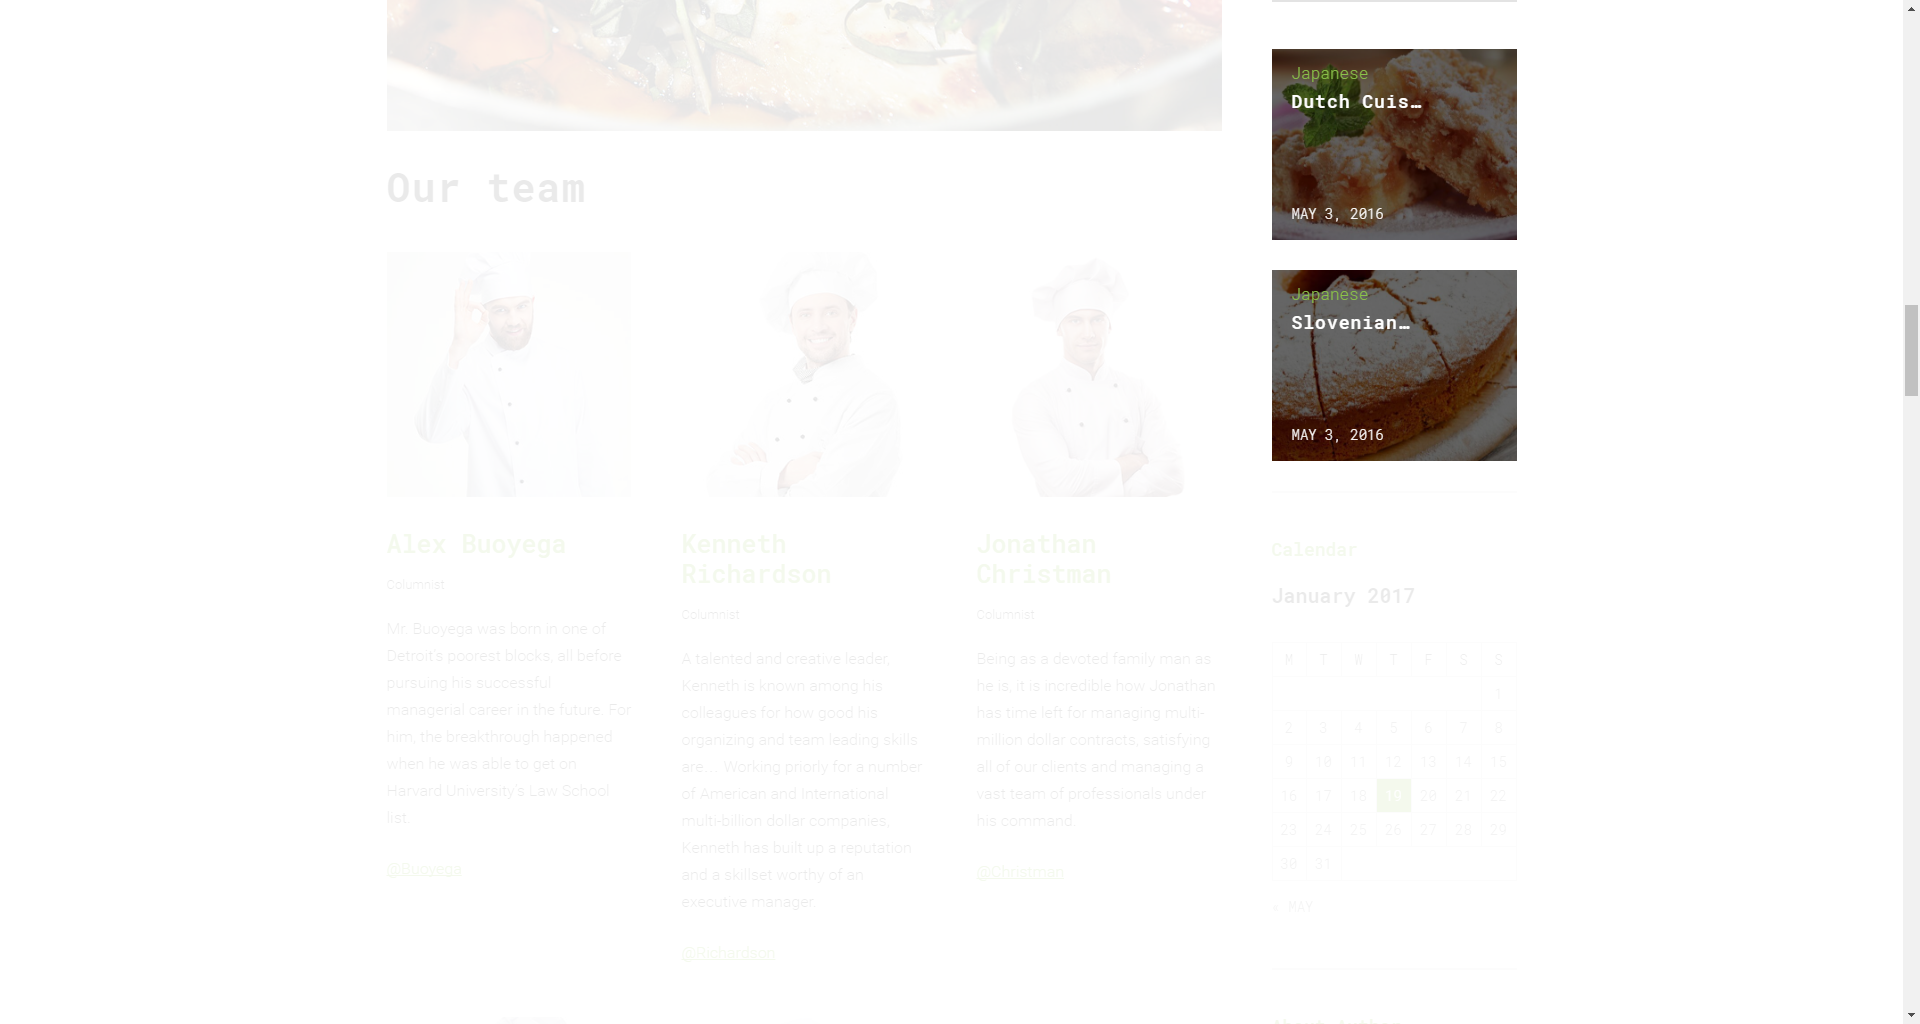 Our team
Alex Buoyega
Columnist
Mr. Buoyega was born in one of
Detroit's poorest blocks, all before
pursuing his successful
managerial career in the future. For
him, the breakthrough happened
when he was able to get on
Harvard University's Law School
list.
@Buoyega
Kenneth
Richardson
Columnist
A talented and creative leader,
Kenneth is known among his
colleagues for how good his
organizing and team leading skills
are… Working priorly for a number
of American and International
multi-billion dollar companies,
Kenneth has built up a reputation
and a skillset worthy of an
executive manager.
@Richardson
Jonathan
Christman
Columnist
Being as a devoted family man as
he is, it is incredible how Jonathan
has time left for managing multi-
million dollar contracts, satisfying
all of our clients and managing a
vast team of professionals under
his command.
@Christman
Japanese
Dutch Cuis…
MAY 3, 2016
Japanese
Slovenian…
MAY 3, 2016
Calendar
January 2017
M T W T F S S
1
2 3 4 5 6 7 8
9 10 11 12 13 14 15
16 17 18 19 20 21 22
23 24 25 26 27 28 29
30 31
« MAY